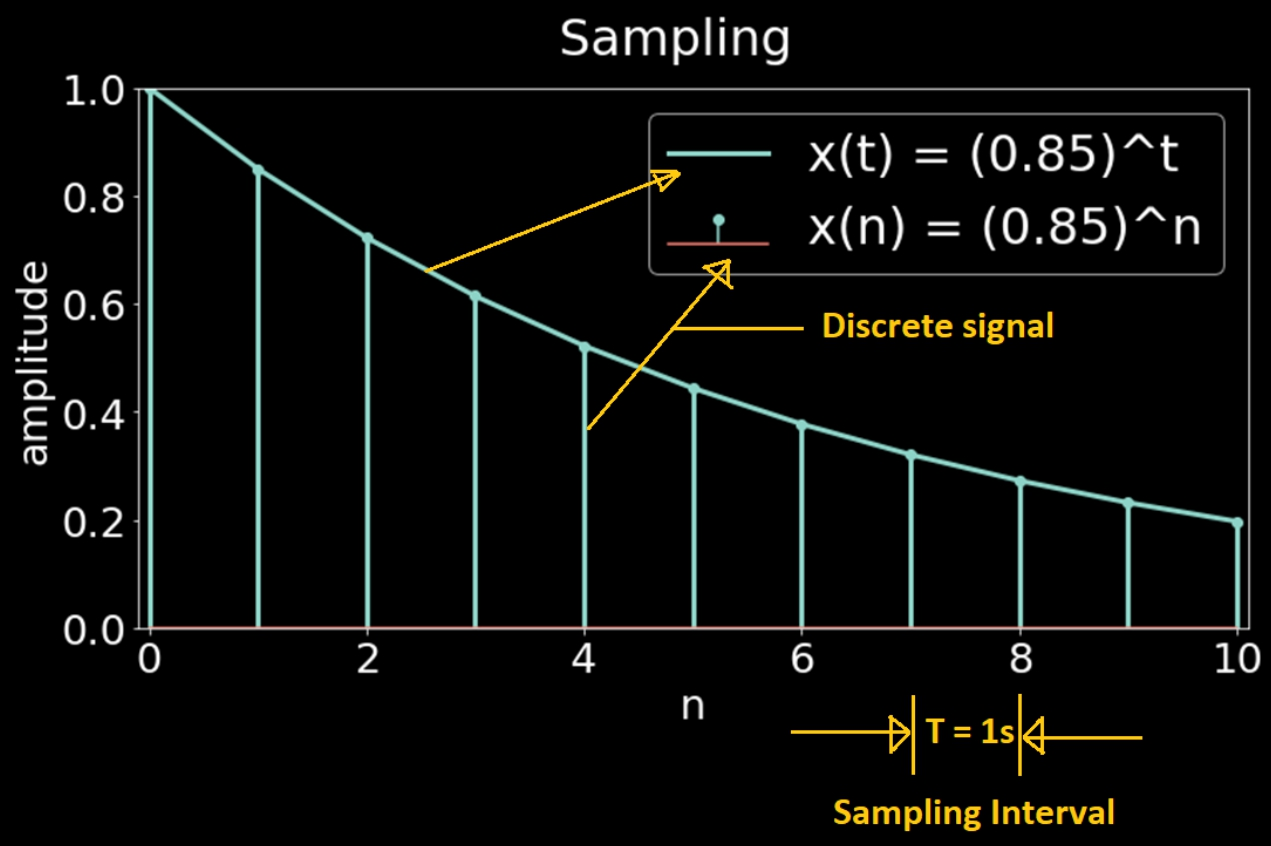 Sampling
1.0
0.8
0.6
0.4
0.2
0.0
amplitude
x(t) = (0.85)^t
x(n) = (0.85)^n
Discrete signal
0 2 4 6 8 10
n
T = 1s
Sampling Interval